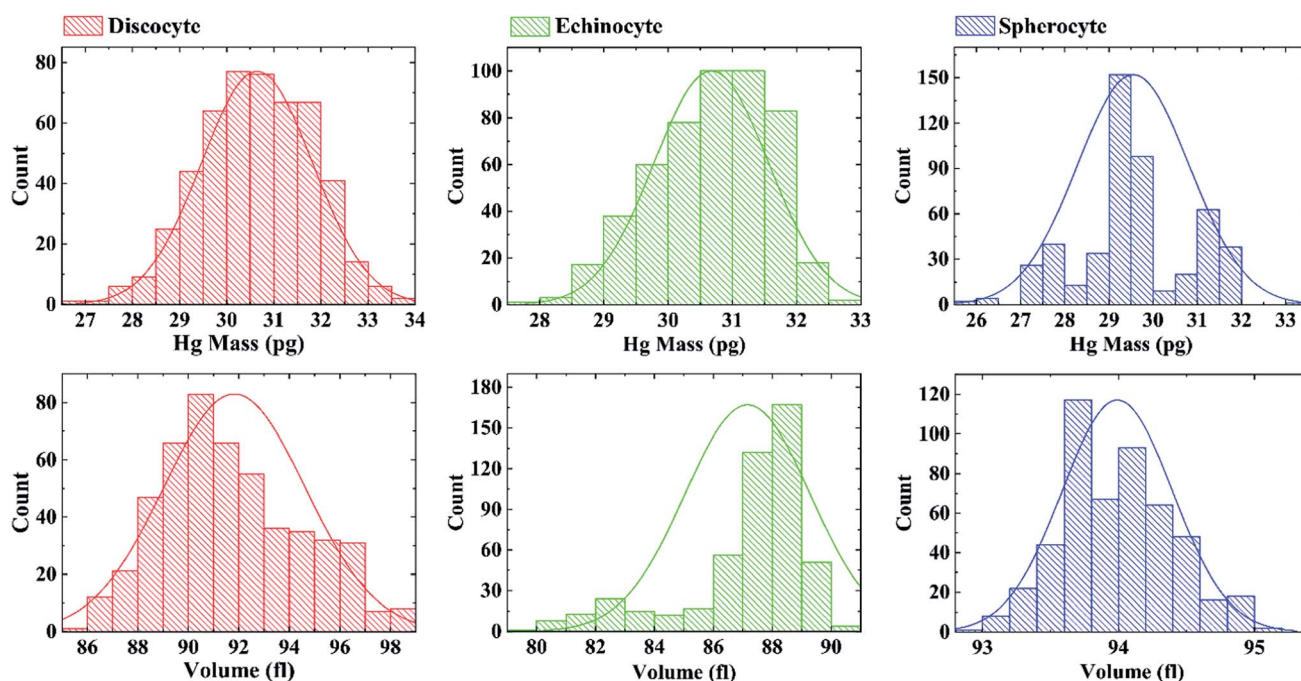 Discocyte
Echinocyte
Spherocyte
80
60
40
20
0
Count
27 28 29 30 31 32 33 34
Hg Mass (pg)
100
80
60
40
20
0
Count
28 29 30 31 32 33
Hg Mass (pg)
150
120
90
60
30
0
Count
26 27 28 29 30 31 32 33
Hg Mass (pg)
80
60
40
20
0
Count
86 88 90 92 94 96 98
Volume (fl)
180
150
120
90
60
30
0
Count
80 82 84 86 88 90
Volume (fl)
120
100
80
60
40
20
0
Count
93 94 95
Volume (fl)